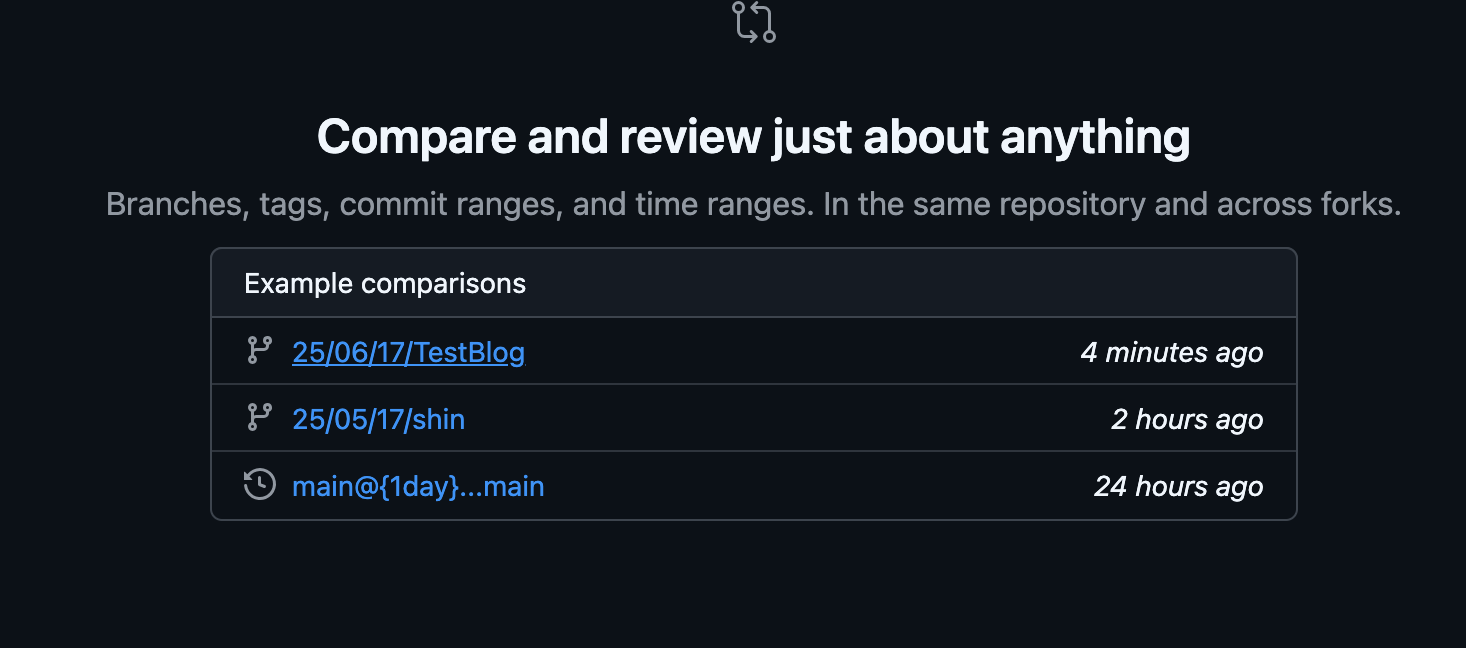 Compare and review just about anything
Branches, tags, commit ranges, and time ranges. In the same repository and across forks.
Example comparisons
25/06/17/TestBlog 4 minutes ago
25/05/17/shin 2 hours ago
main@{1day}...main 24 hours ago